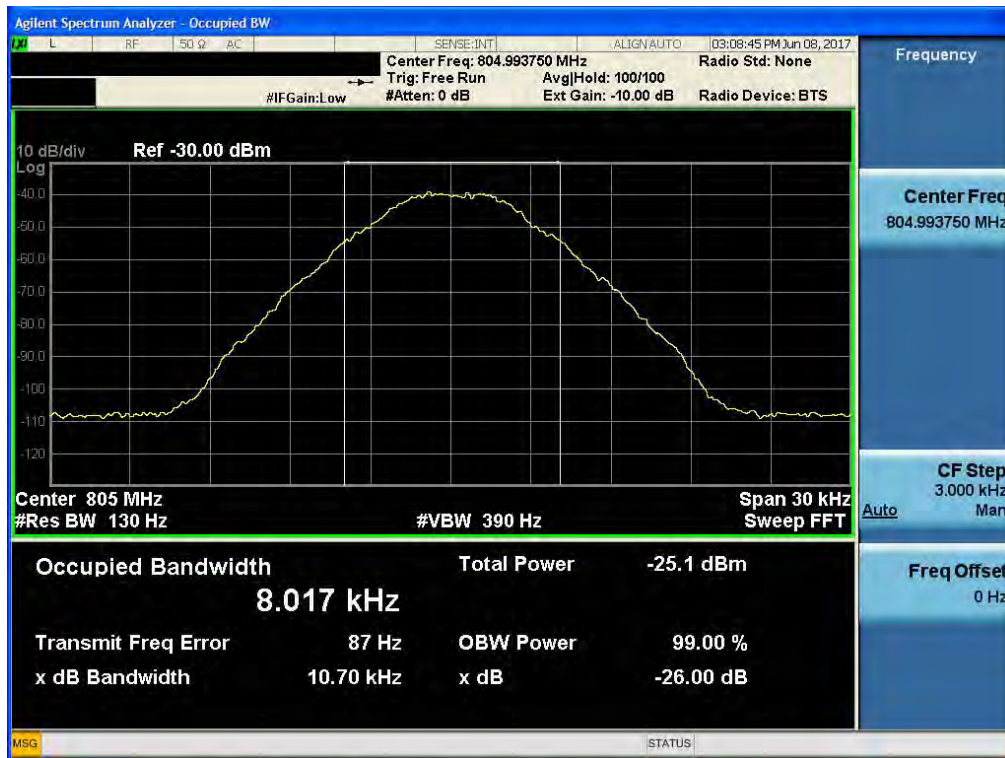 Agilent Spectrum Analyzer - Occupied BW
LXI L RF 50 Ω AC SENSE:INT ALIGN AUTO 03:08:45 PM Jun 08, 2017
Center Freq: 804.993750 MHz Radio Std: None
Trig: Free Run Avg|Hold: 100/100
#IFGain:Low #Atten: 0 dB Ext Gain: -10.00 dB Radio Device: BTS
10 dB/div Ref -30.00 dBm
Log
-40.0
-50.0
-60.0
-70.0
-80.0
-90.0
-100
-110
-120
Center 805 MHz Span 30 kHz
#Res BW 130 Hz #VBW 390 Hz Sweep FFT
Occupied Bandwidth Total Power -25.1 dBm
8.017 kHz
Transmit Freq Error 87 Hz OBW Power 99.00 %
x dB Bandwidth 10.70 kHz x dB -26.00 dB
MSG STATUS
Frequency
Center Freq
804.993750 MHz
CF Step
3.000 kHz
Auto Man
Freq Offset
0 Hz